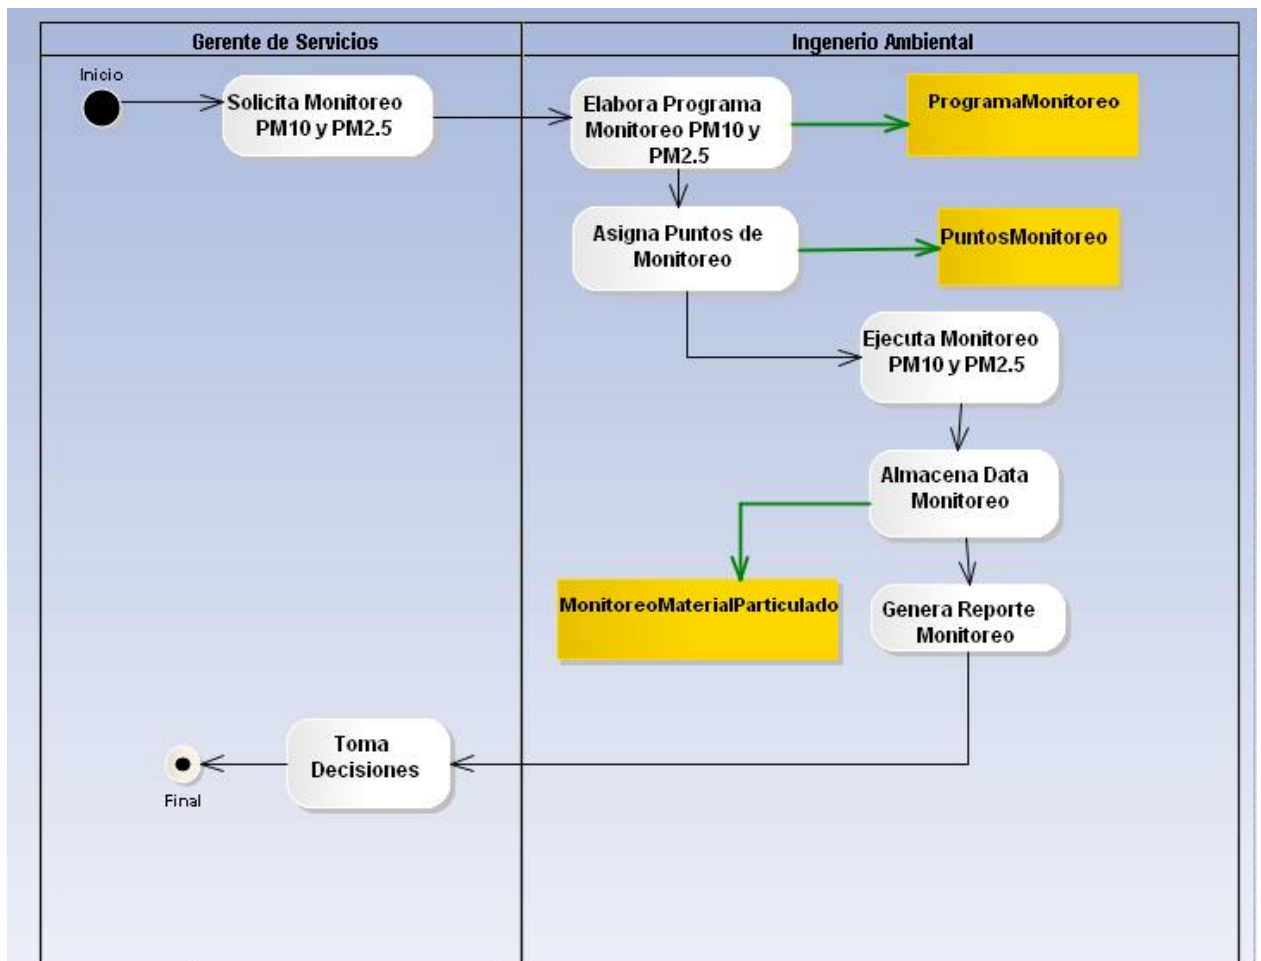 Gerente de Servicios
Ingenerio Ambiental
Inicio
Solicita Monitoreo
PM10 y PM2.5
Elabora Programa
Monitoreo PM10 y
PM2.5
ProgramaMonitoreo
Asigna Puntos de
Monitoreo
PuntosMonitoreo
Ejecuta Monitoreo
PM10 y PM2.5
Almacena Data
Monitoreo
MonitoreoMaterialParticulado
Genera Reporte
Monitoreo
Toma
Decisiones
Final